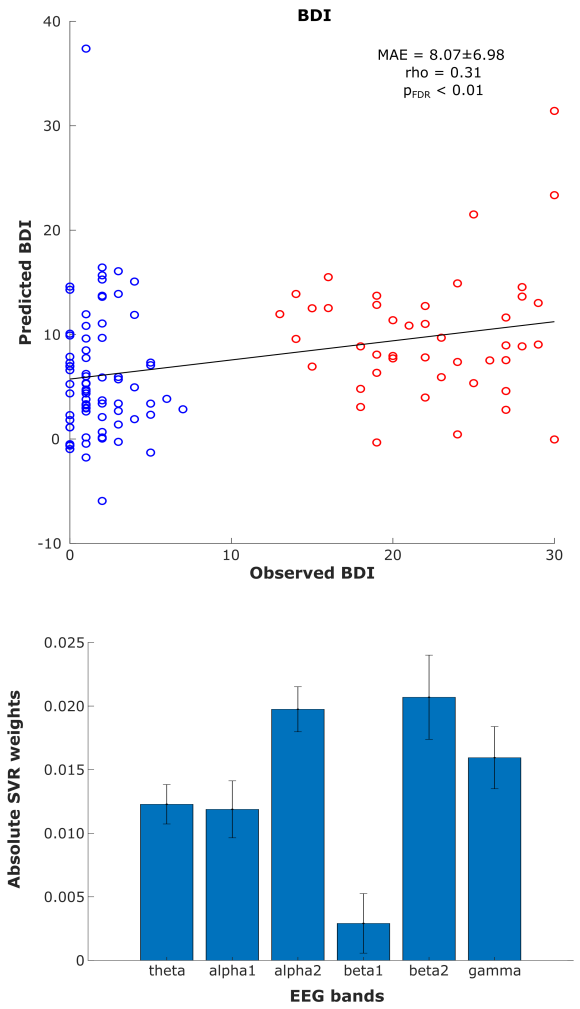 BDI
MAE = 8.07±6.98
rho = 0.31
pFDR < 0.01
40
30
20
10
0
-10
Predicted BDI
0
10
20
30
Observed BDI
0.025
0.020
0.015
0.010
0.005
0
Absolute SVR weights
theta
alpha1
alpha2
beta1
beta2
gamma
EEG bands